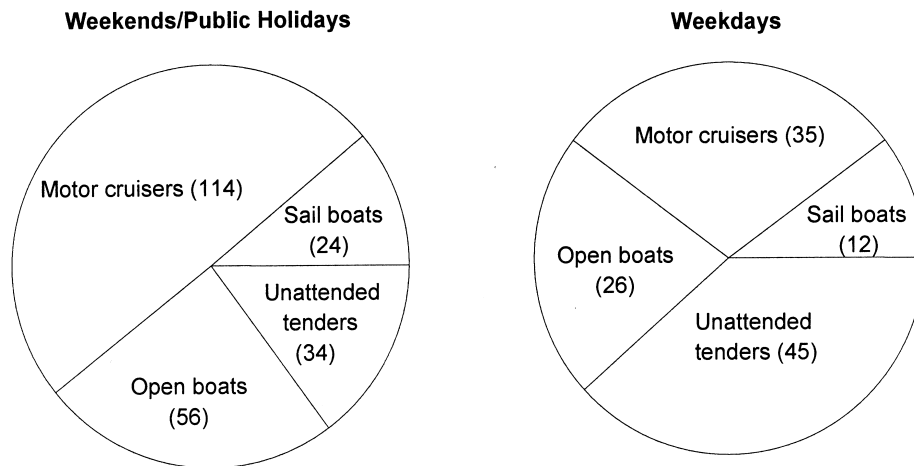 Weekends/Public Holidays
Motor cruisers (114)
Sail boats
(24)
Unattended
tenders
(34)
Open boats
(56)
Weekdays
Motor cruisers (35)
Sail boats
(12)
Open boats
(26)
Unattended
tenders (45)